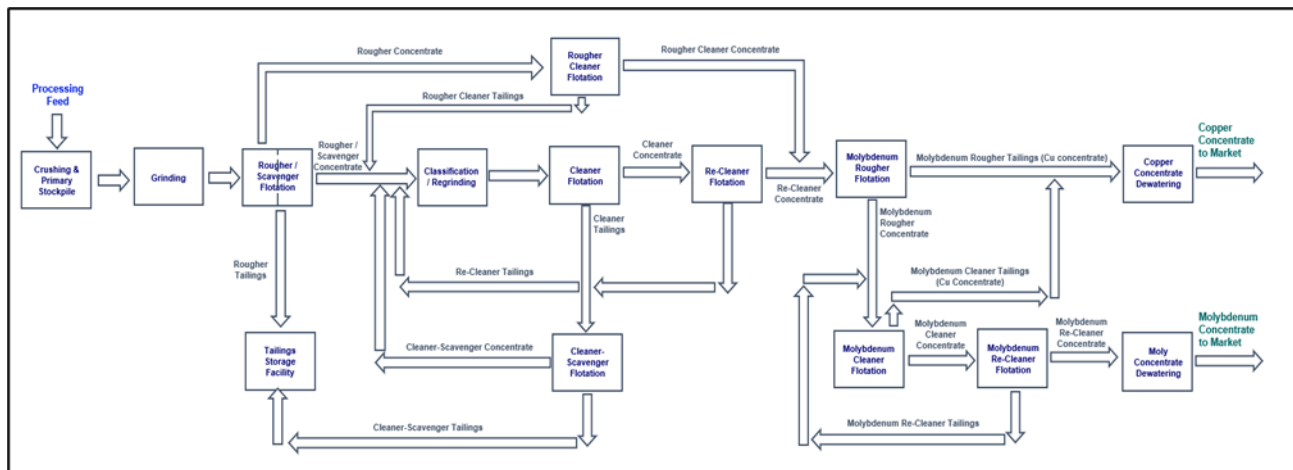 Rougher Concentrate
Rougher
Cleaner
Flotation
Rougher Cleaner Concentrate
Processing
Feed
Rougher Cleaner Tailings
Crushing &
Primary
Stockpile
Grinding
Rougher /
Scavenger
Flotation
Rougher /
Scavenger
Concentrate
Classification
/ Regrinding
Cleaner
Flotation
Cleaner
Concentrate
Re-Cleaner
Flotation
Re-Cleaner
Concentrate
Molybdenum
Rougher
Flotation
Molybdenum Rougher Tailings (Cu concentrate)
Copper
Concentrate
Dewatering
Copper
Concentrate
to Market
Cleaner
Tailings
Molybdenum
Rougher
Concentrate
Rougher
Tailings
Re-Cleaner Tailings
Molybdenum Cleaner Tailings
(Cu Concentrate)
Tailings
Storage
Facility
Cleaner-Scavenger Concentrate
Cleaner-
Scavenger
Flotation
Molybdenum
Cleaner
Flotation
Molybdenum
Cleaner
Concentrate
Molybdenum
Re-Cleaner
Flotation
Molybdenum
Re-Cleaner
Concentrate
Moly
Concentrate
Dewatering
Molybdenum
Concentrate
to Market
Cleaner-Scavenger Tailings
Molybdenum Re-Cleaner Tailings